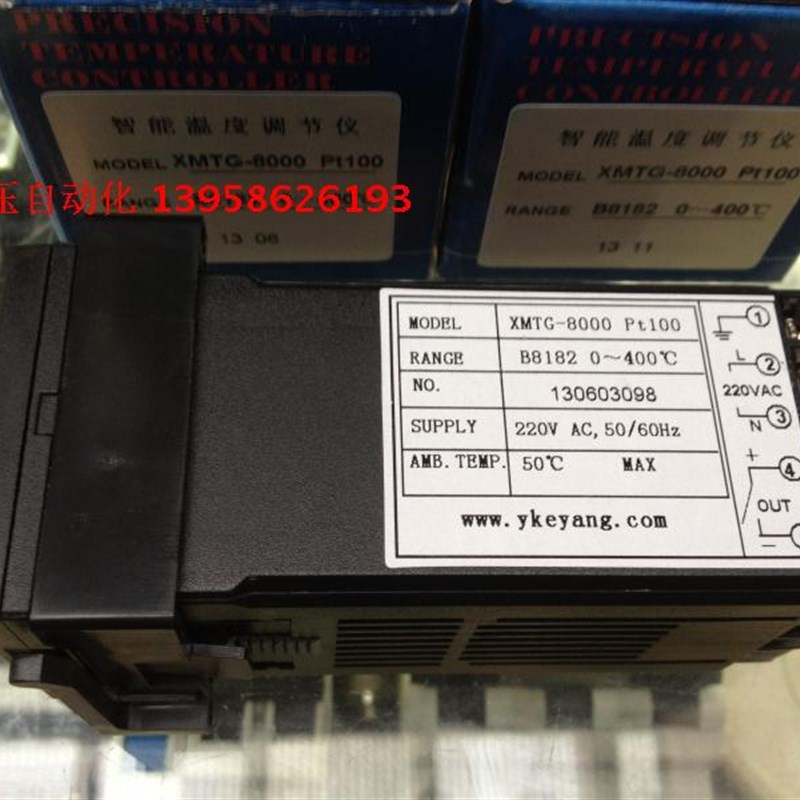 PRECISION
TEMPERATURE
CONTROLLER
智能温度调节仪
MODEL XMTG-8000 Pt100
13 06
PRECISION
TEMPERATU
CONTROLLER
智能温度调节仪
MODEL XMTG-8000 Pt100
RANGE B8182 0～400℃
13 11
压自动化 13958626193
MODEL XMTG-8000 Pt100
RANGE B8182 0～400℃
NO. 130603098
SUPPLY 220V AC,50/60Hz
AMB.TEMP. 50℃ MAX
www.ykeyang.com
1
L
2
220VAC
N
3
+
4
OUT
−